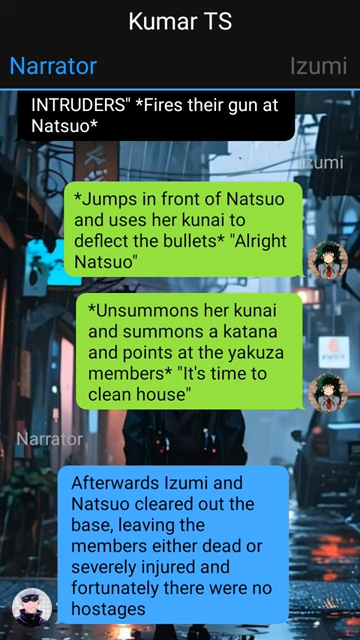 Kumar TS
Narrator
Izumi
INTRUDERS" *Fires their gun at
Natsuo*
Izumi
*Jumps in front of Natsuo
and uses her kunai to
deflect the bullets* "Alright
Natsuo"
*Unsummons her kunai
and summons a katana
and points at the yakuza
members* "It's time to
clean house"
Narrator
Afterwards Izumi and
Natsuo cleared out the
base, leaving the
members either dead or
severely injured and
fortunately there were no
hostages